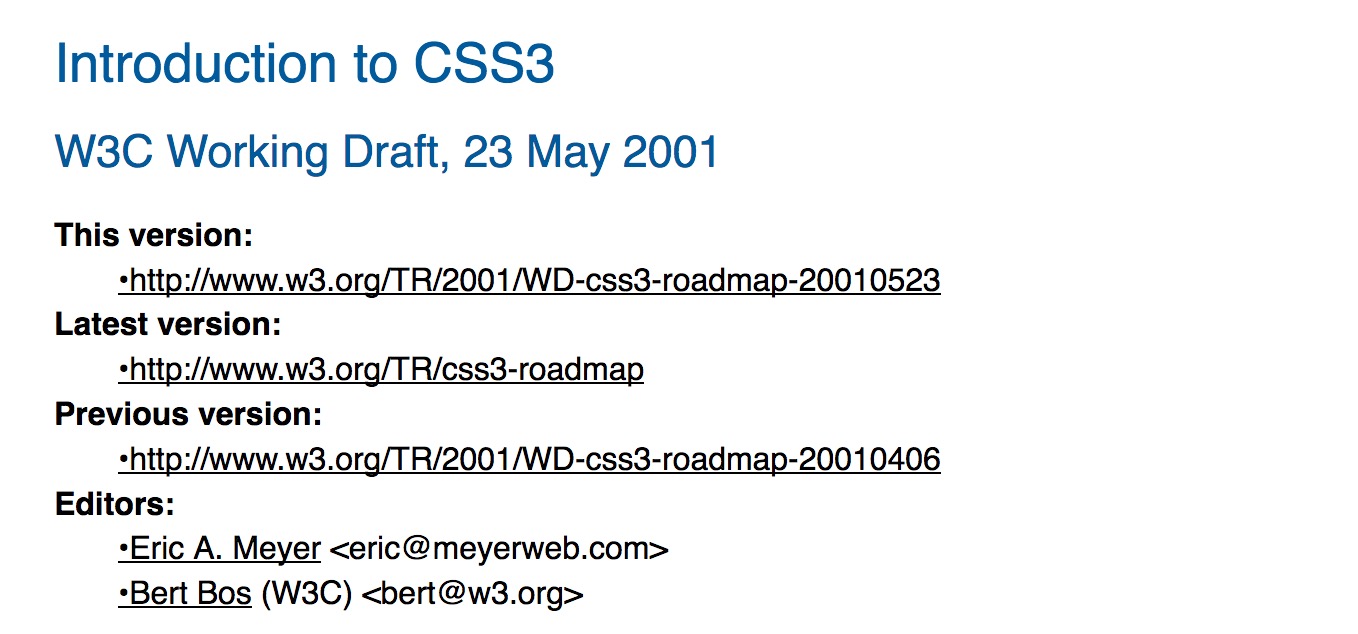 Introduction to CSS3
W3C Working Draft, 23 May 2001
This version:
•http://www.w3.org/TR/2001/WD-css3-roadmap-20010523
Latest version:
•http://www.w3.org/TR/css3-roadmap
Previous version:
•http://www.w3.org/TR/2001/WD-css3-roadmap-20010406
Editors:
•Eric A. Meyer <eric@meyerweb.com>
•Bert Bos (W3C) <bert@w3.org>